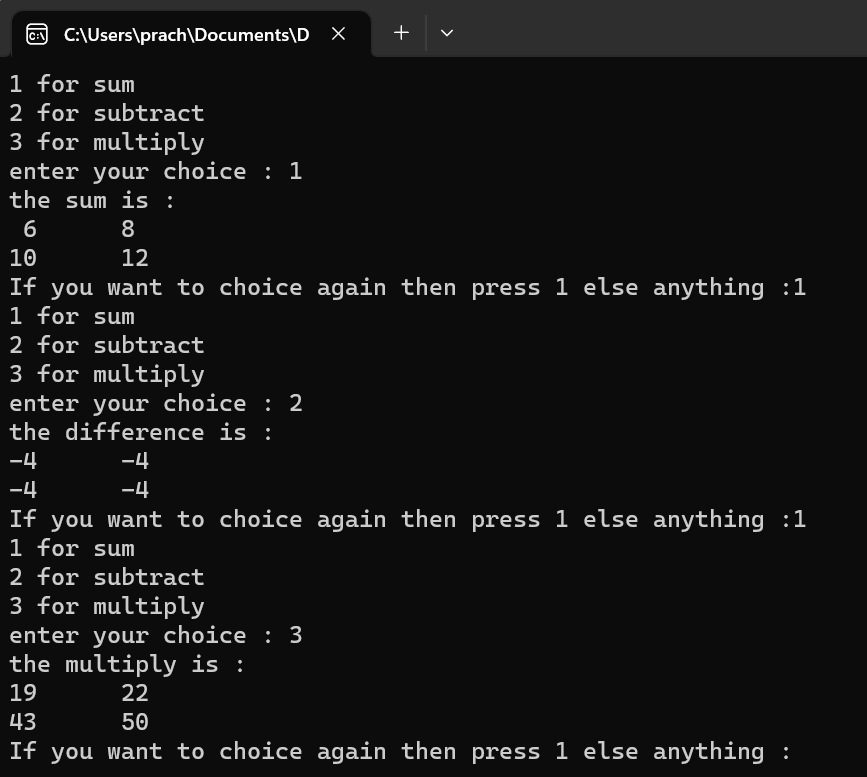 C:\Users\prach\Documents\D
1 for sum
2 for subtract
3 for multiply
enter your choice : 1
the sum is :
 6      8
10      12
If you want to choice again then press 1 else anything :1
1 for sum
2 for subtract
3 for multiply
enter your choice : 2
the difference is :
-4      -4
-4      -4
If you want to choice again then press 1 else anything :1
1 for sum
2 for subtract
3 for multiply
enter your choice : 3
the multiply is :
19      22
43      50
If you want to choice again then press 1 else anything :